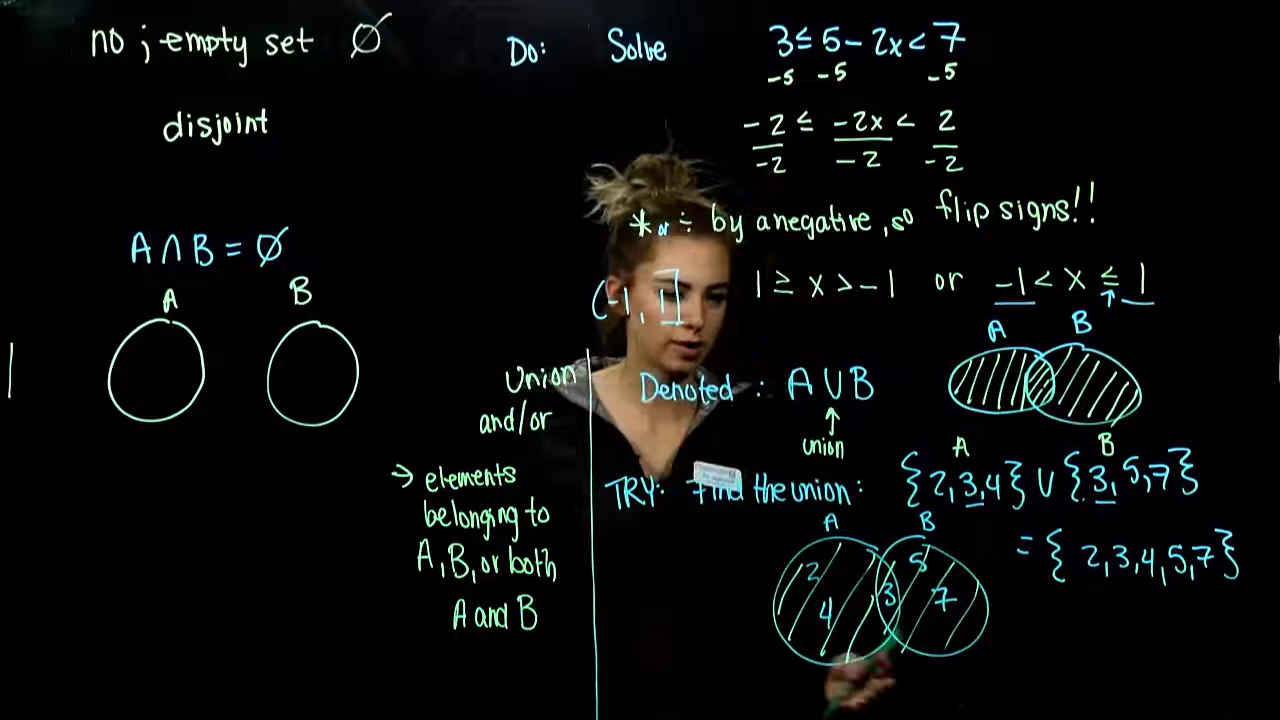 no ; empty set ∅
disjoint
A ∩ B = ∅
A B
Do: Solve 3 ≤ 5 - 2x < 7
-5 -5 -5
-2 ≤ -2x < 2
-2 -2 -2
* or ÷ by a negative, so flip signs!!
1 ≥ x > -1 or -1 < x ≤ 1
(-1, 1]
Union
and/or
→ elements
belonging to
A, B, or both
A and B
A B
Denoted : A ∪ B
↑
union
A B
TRY: Find the union: {2,3,4} ∪ {3,5,7}
= {2,3,4,5,7}
A B
2 5
4 3 7